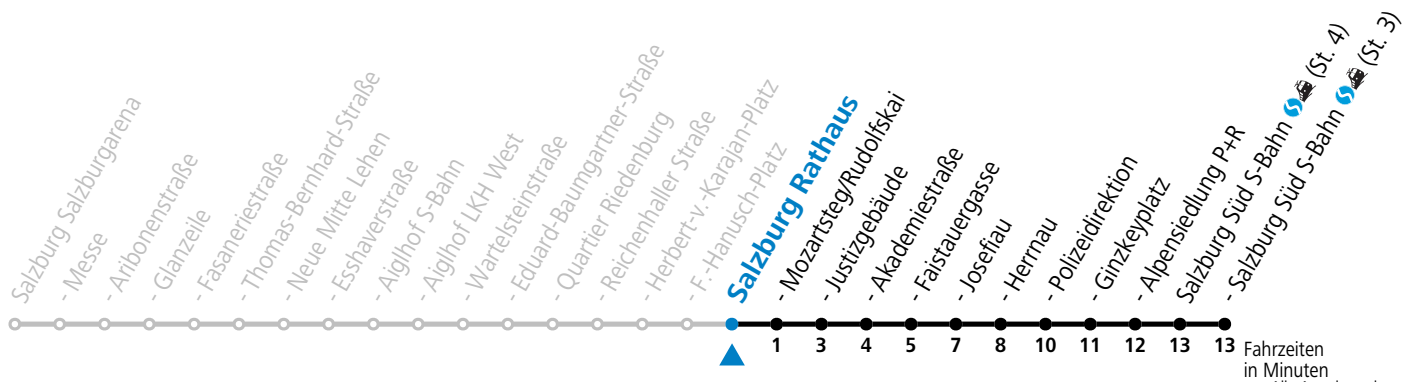 Salzburg Salzburgarena
- Messe
- Aribonenstraße
- Glanzeile
- Fasaneriestraße
- Thomas-Bernhard-Straße
- Neue Mitte Lehen
- Esshaverstraße
- Aiglhof S-Bahn
- Aiglhof LKH West
- Wartelsteinstraße
- Eduard-Baumgartner-Straße
- Quartier Riedenburg
- Reichenhaller Straße
- Herbert-v.-Karajan-Platz
- F.-Hanusch-Platz
Salzburg Rathaus
- Mozartsteg/Rudolfskai
- Justizgebäude
- Akademiestraße
- Faistauergasse
- Josefiau
- Herrnau
- Polizeidirektion
- Ginzkeyplatz
- Alpensiedlung P+R
Salzburg Süd S-Bahn (St. 4)
- Salzburg Süd S-Bahn (St. 3)
1 3 4 5 7 8 10 11 12 13 13
Fahrzeiten
in Minuten